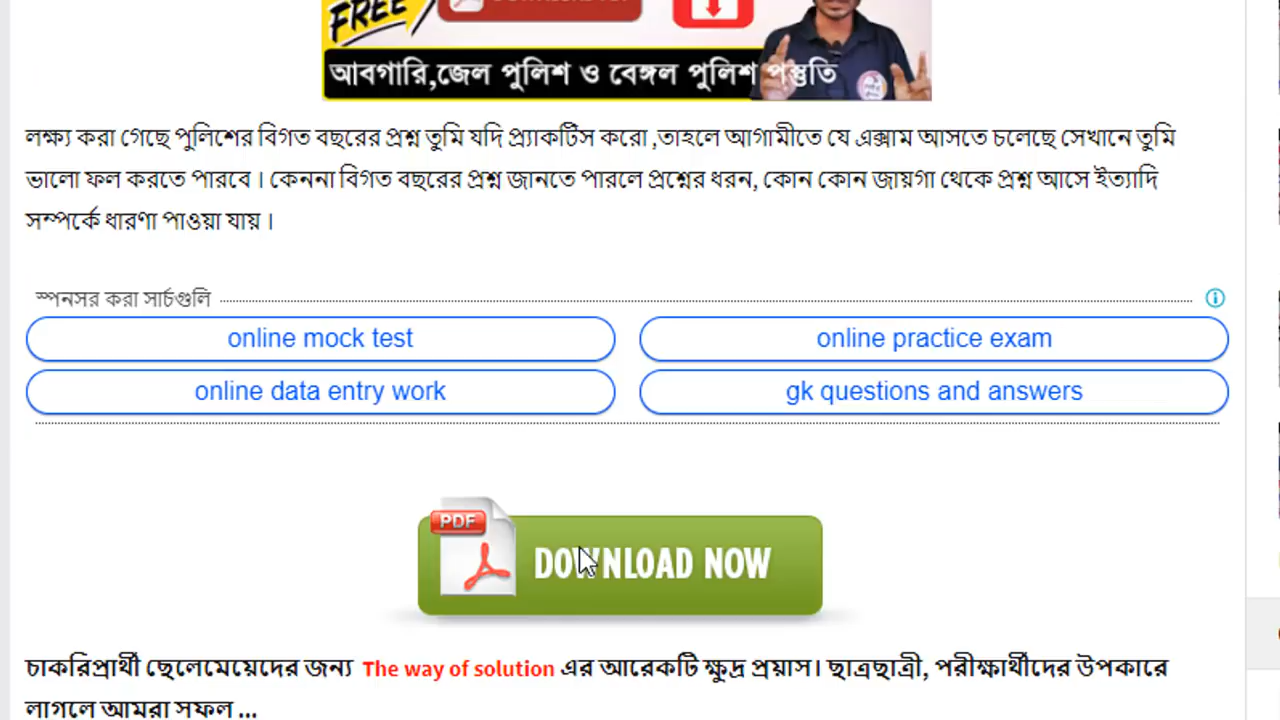 FREE
আবগারি,জেল পুলিশ ও বেঙ্গল পুলিশ পস্তুতি
লক্ষ্য করা গেছে পুলিশের বিগত বছরের প্রশ্ন তুমি যদি প্র্যাকটিস করো ,তাহলে আগামীতে যে এক্সাম আসতে চলেছে সেখানে তুমি
ভালো ফল করতে পারবে। কেননা বিগত বছরের প্রশ্ন জানতে পারলে প্রশ্নের ধরন, কোন কোন জায়গা থেকে প্রশ্ন আসে ইত্যাদি
সম্পর্কে ধারণা পাওয়া যায়।
স্পনসর করা সার্চগুলি
online mock test
online practice exam
online data entry work
gk questions and answers
PDF
DOWNLOAD NOW
চাকরিপ্রার্থী ছেলেমেয়েদের জন্য The way of solution এর আরেকটি ক্ষুদ্র প্রয়াস। ছাত্রছাত্রী, পরীক্ষার্থীদের উপকারে
লাগলে আমরা সফল ...